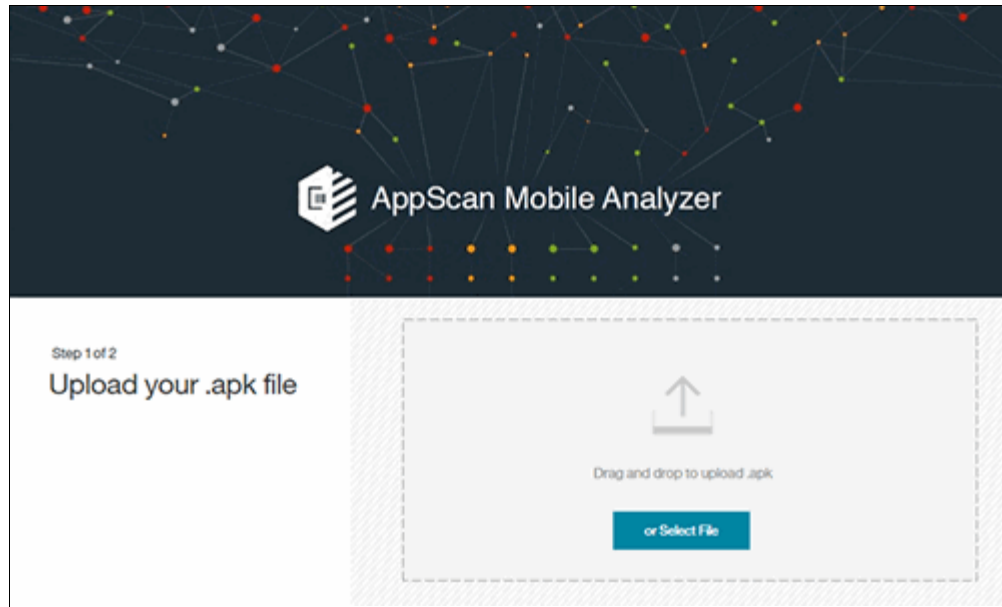 AppScan Mobile Analyzer
Step 1 of 2
Upload your .apk file
Drag and drop to upload .apk
or Select File